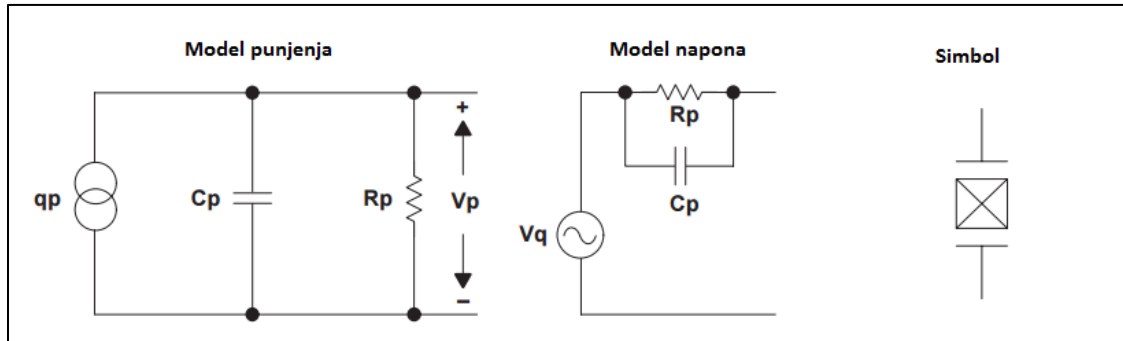 Model punjenja
Model napona
Simbol
qp
Cp
Rp
+
Vp
−
Rp
Cp
Vq